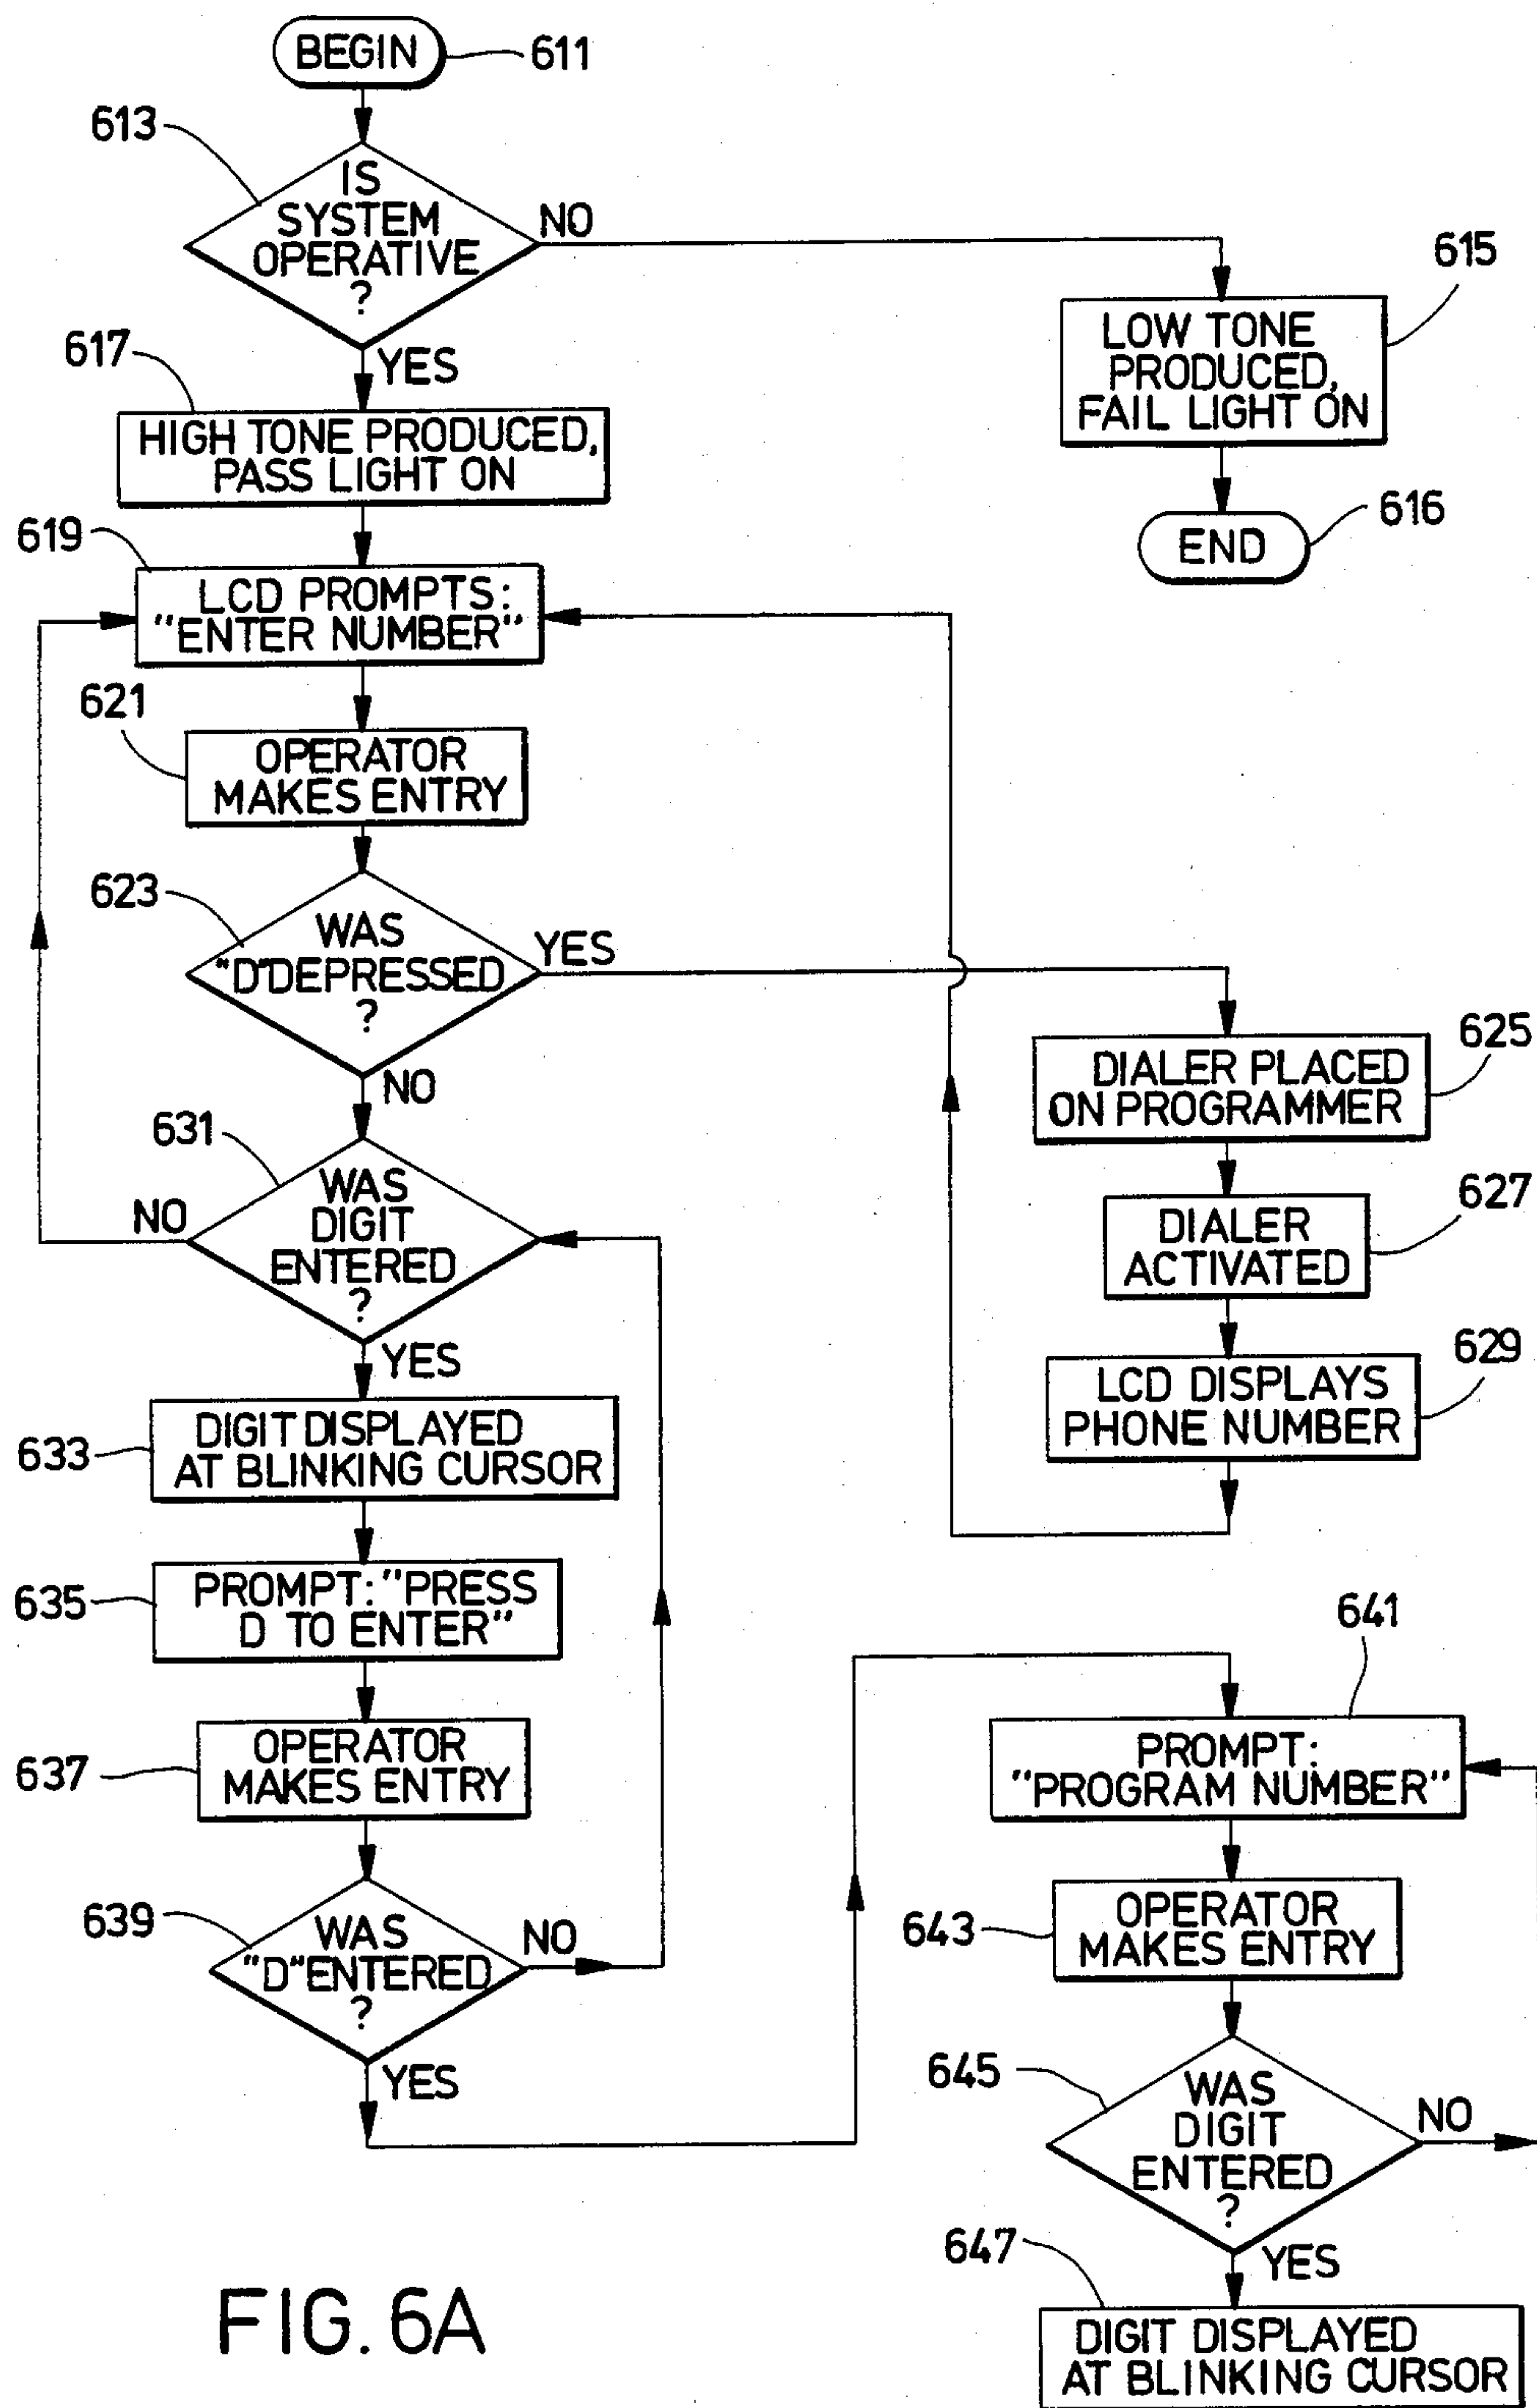 BEGIN
611
613
IS
SYSTEM
OPERATIVE
?
NO
YES
615
LOW TONE
PRODUCED,
FAIL LIGHT ON
616
END
617
HIGH TONE PRODUCED,
PASS LIGHT ON
619
LCD PROMPTS:
"ENTER NUMBER"
621
OPERATOR
MAKES ENTRY
623
WAS
"D" DEPRESSED
?
YES
NO
625
DIALER PLACED
ON PROGRAMMER
627
DIALER
ACTIVATED
629
LCD DISPLAYS
PHONE NUMBER
631
WAS
DIGIT
ENTERED
?
NO
YES
633
DIGIT DISPLAYED
AT BLINKING CURSOR
635
PROMPT: "PRESS
D TO ENTER"
637
OPERATOR
MAKES ENTRY
639
WAS
"D" ENTERED
?
NO
YES
641
PROMPT:
"PROGRAM NUMBER"
643
OPERATOR
MAKES ENTRY
645
WAS
DIGIT
ENTERED
?
NO
YES
647
DIGIT DISPLAYED
AT BLINKING CURSOR
FIG. 6A